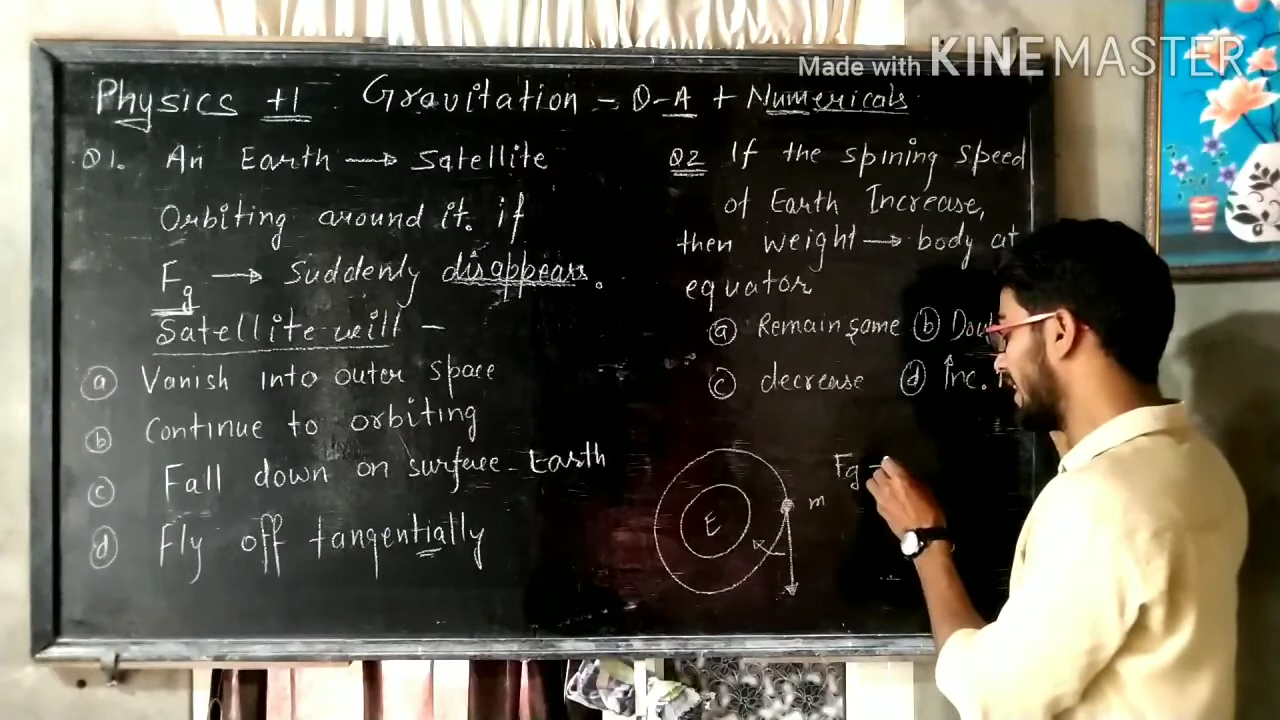 Made with KINEMASTER
Physics +1 Gravitation - Q-A + Numericals
Q1. An Earth → Satellite
Orbiting around it. if
Fg → Suddenly disappears.
Satellite will -
(a) Vanish into outer space
(b) Continue to orbiting
(c) Fall down on surface - Earth
(d) Fly off tangentially
Q2 If the spining speed
of Earth Increase,
then weight → body at
equator
(a) Remain same (b)
(c) decrease (d) Inc.
E
m
Fg